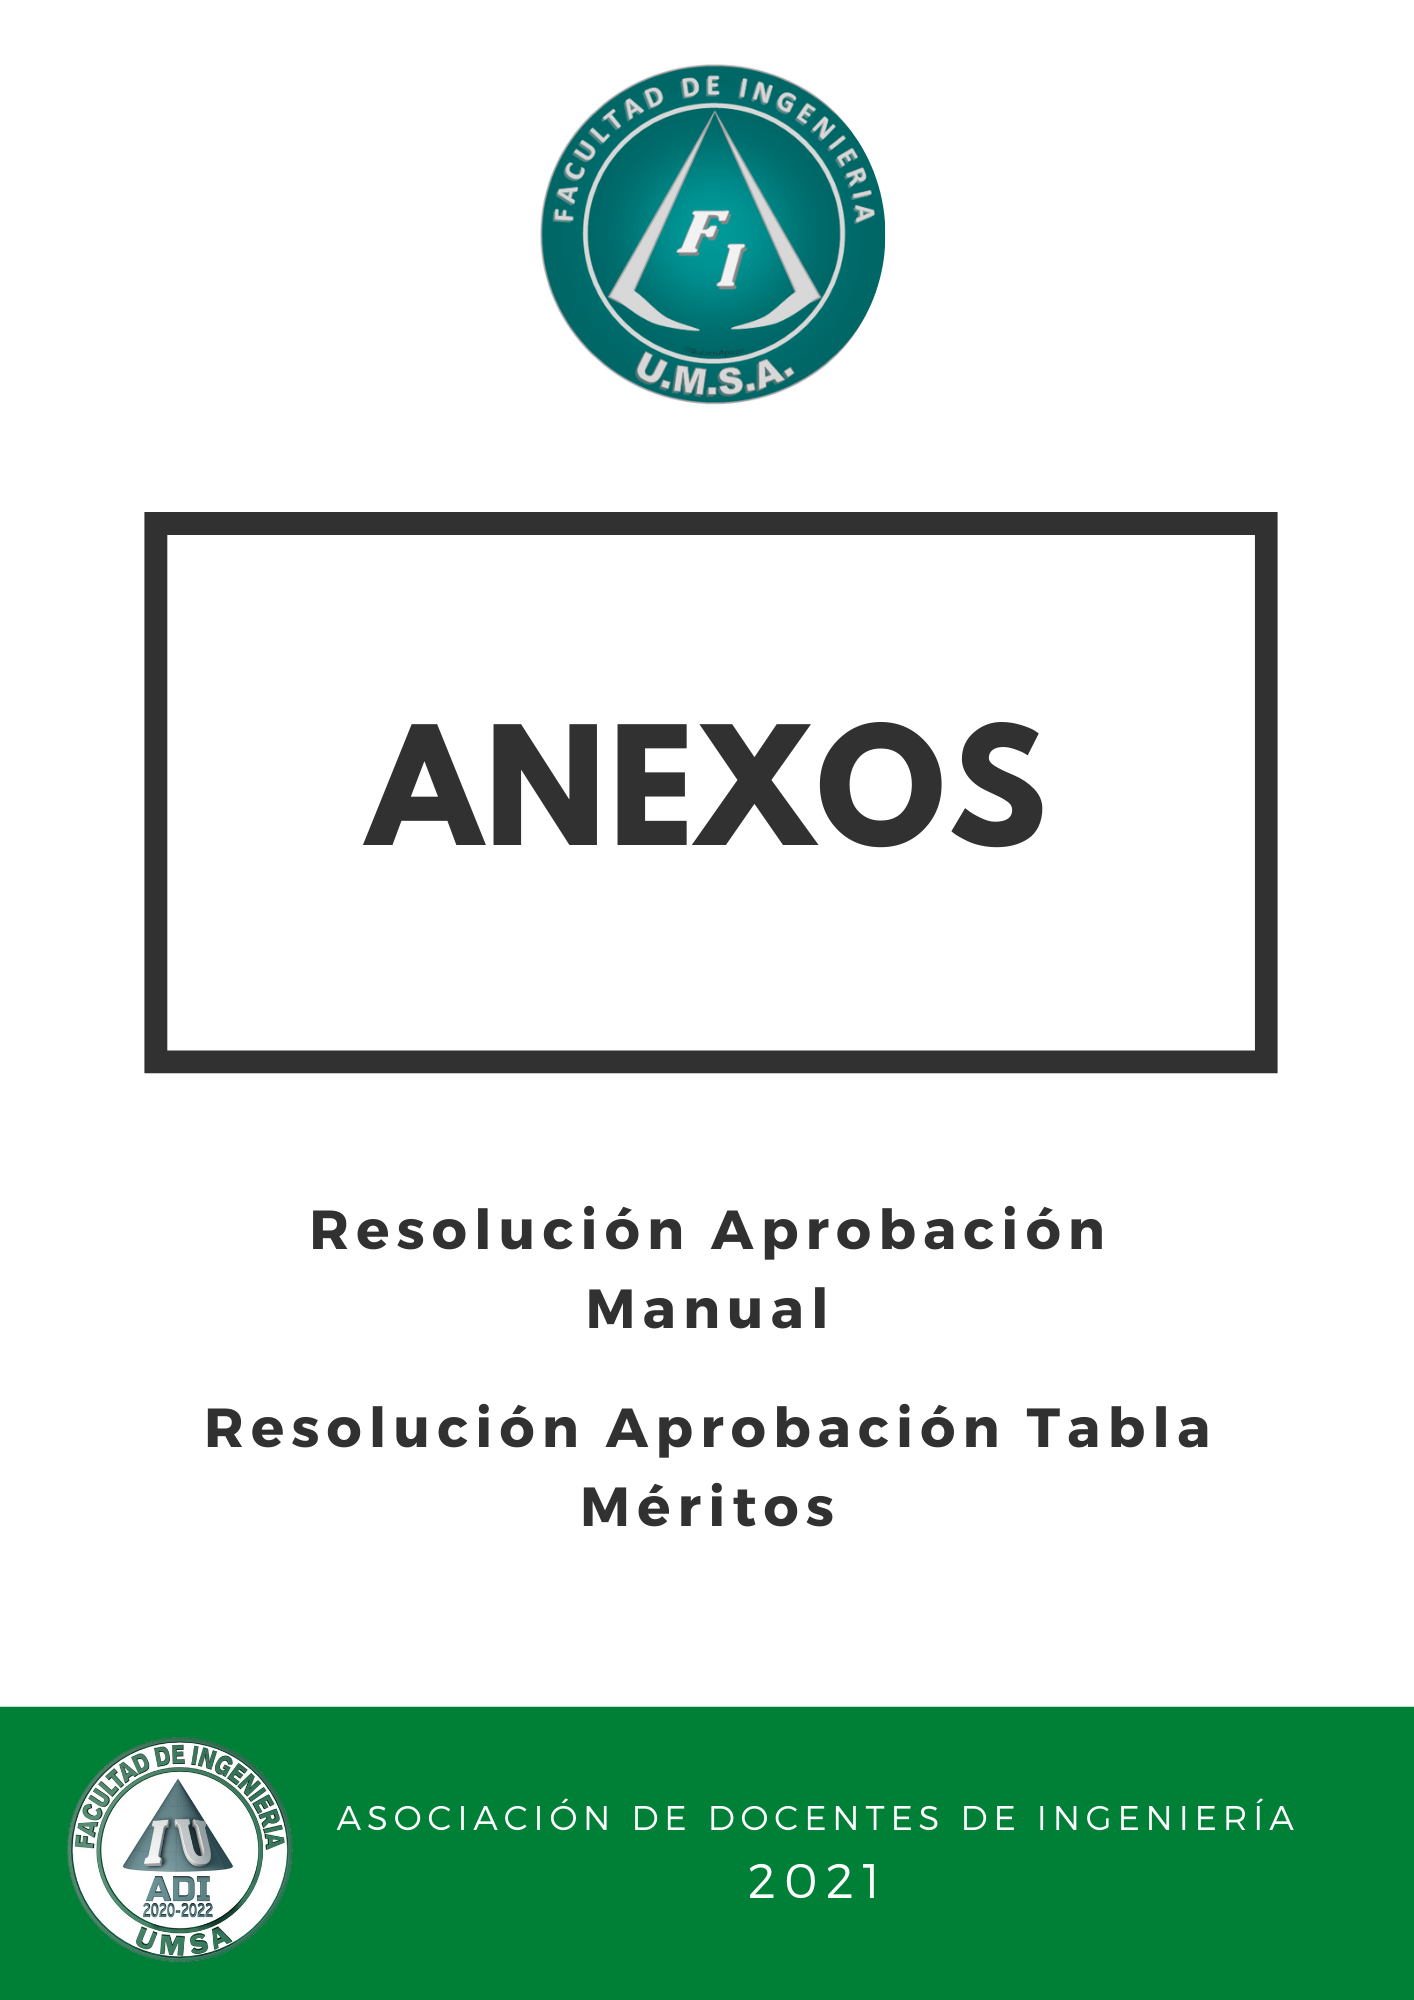 FACULTAD DE INGENIERIA
F I
U.M.S.A.
ANEXOS
Resolución Aprobación
Manual
Resolución Aprobación Tabla
Méritos
FACULTAD DE INGENIERIA
IU
ADI
2020-2022
UMSA
ASOCIACIÓN DE DOCENTES DE INGENIERÍA
2021